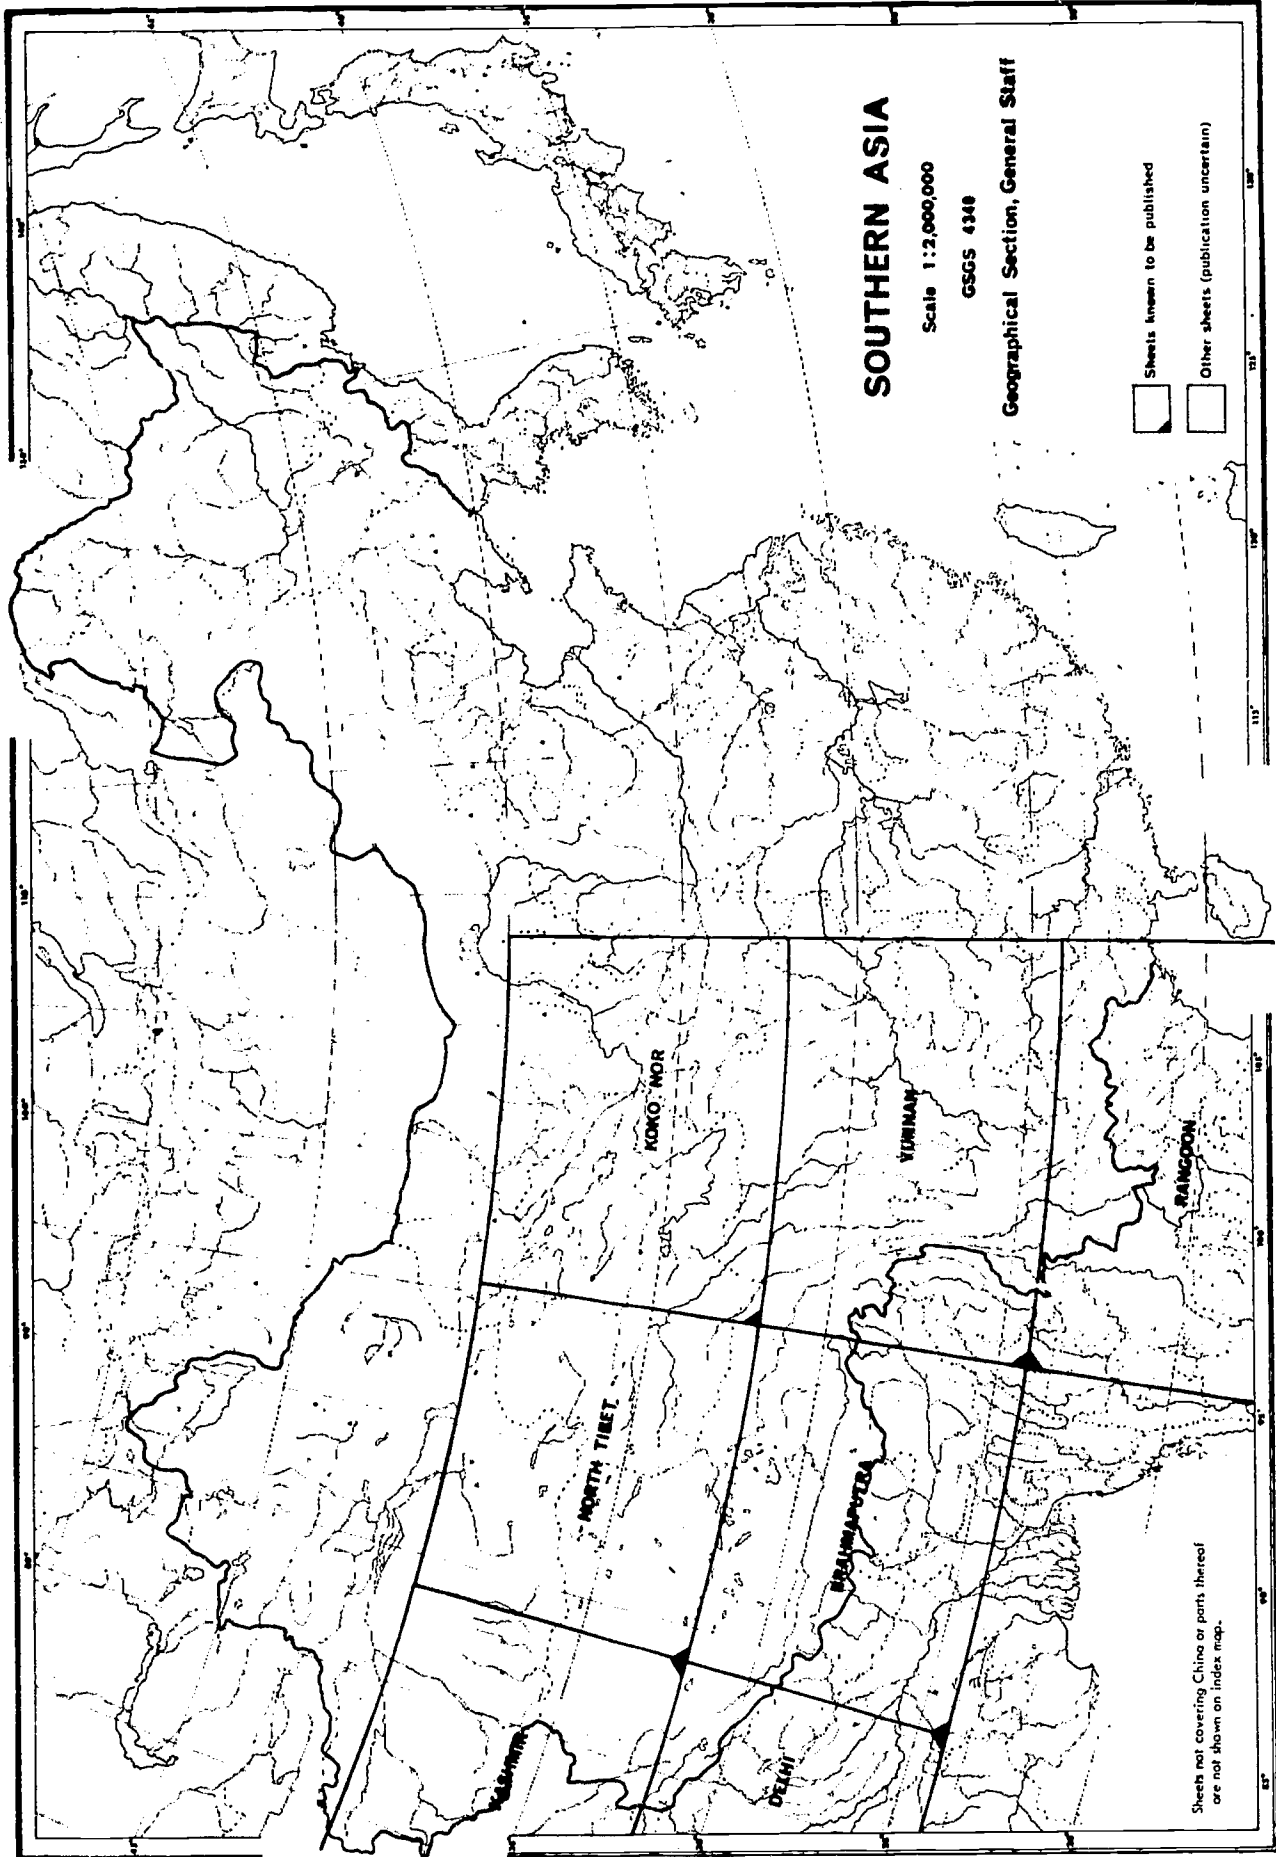 SOUTHERN ASIA
Scale 1:2,000,000
GSGS 4348
Geographical Section, General Staff
Sheets known to be published
Other sheets (publication uncertain)
KOKO NOR
NORTH TIBET
YUNNAN
RANGOON
BRAHMAPUTRA
KASHMIR
DELHI
Sheets not covering China or parts thereof
are not shown on index map.